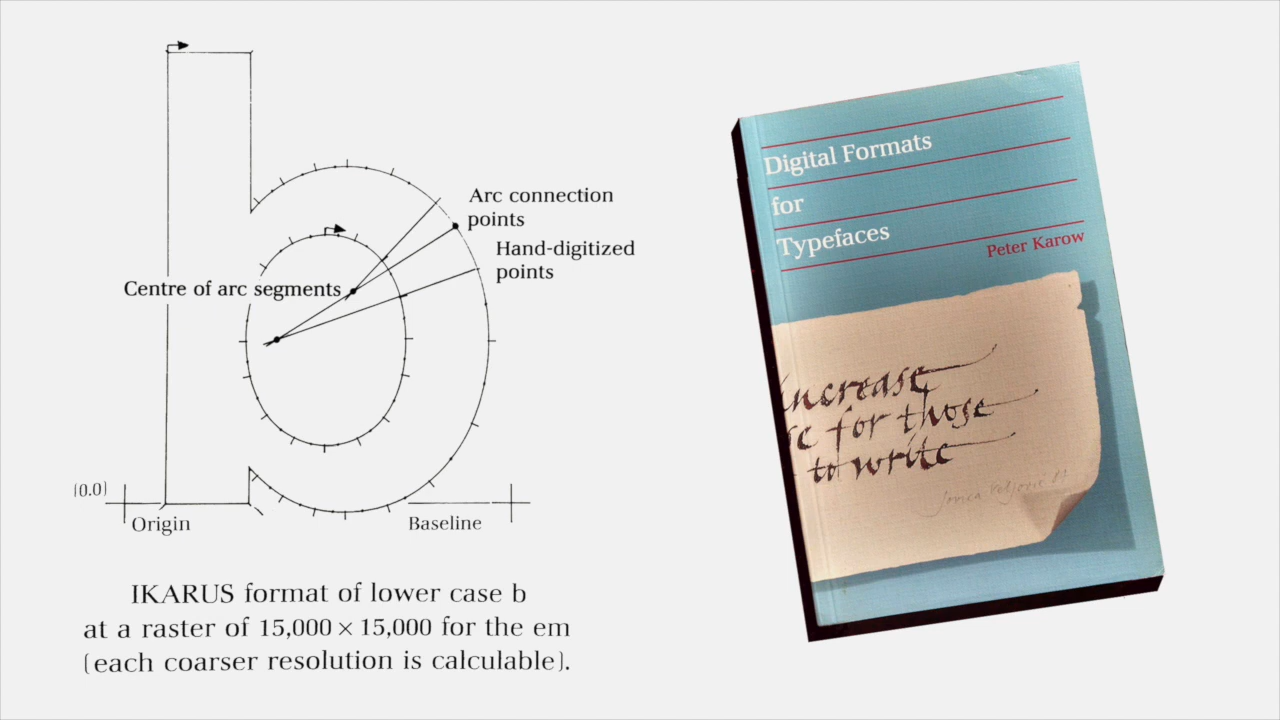 Arc connection
points
Hand-digitized
points
Centre of arc segments
(0.0)
Origin
Baseline
IKARUS format of lower case b
at a raster of 15,000 × 15,000 for the em
(each coarser resolution is calculable).
Digital Formats
for
Typefaces
Peter Karow
increase
for those
to write